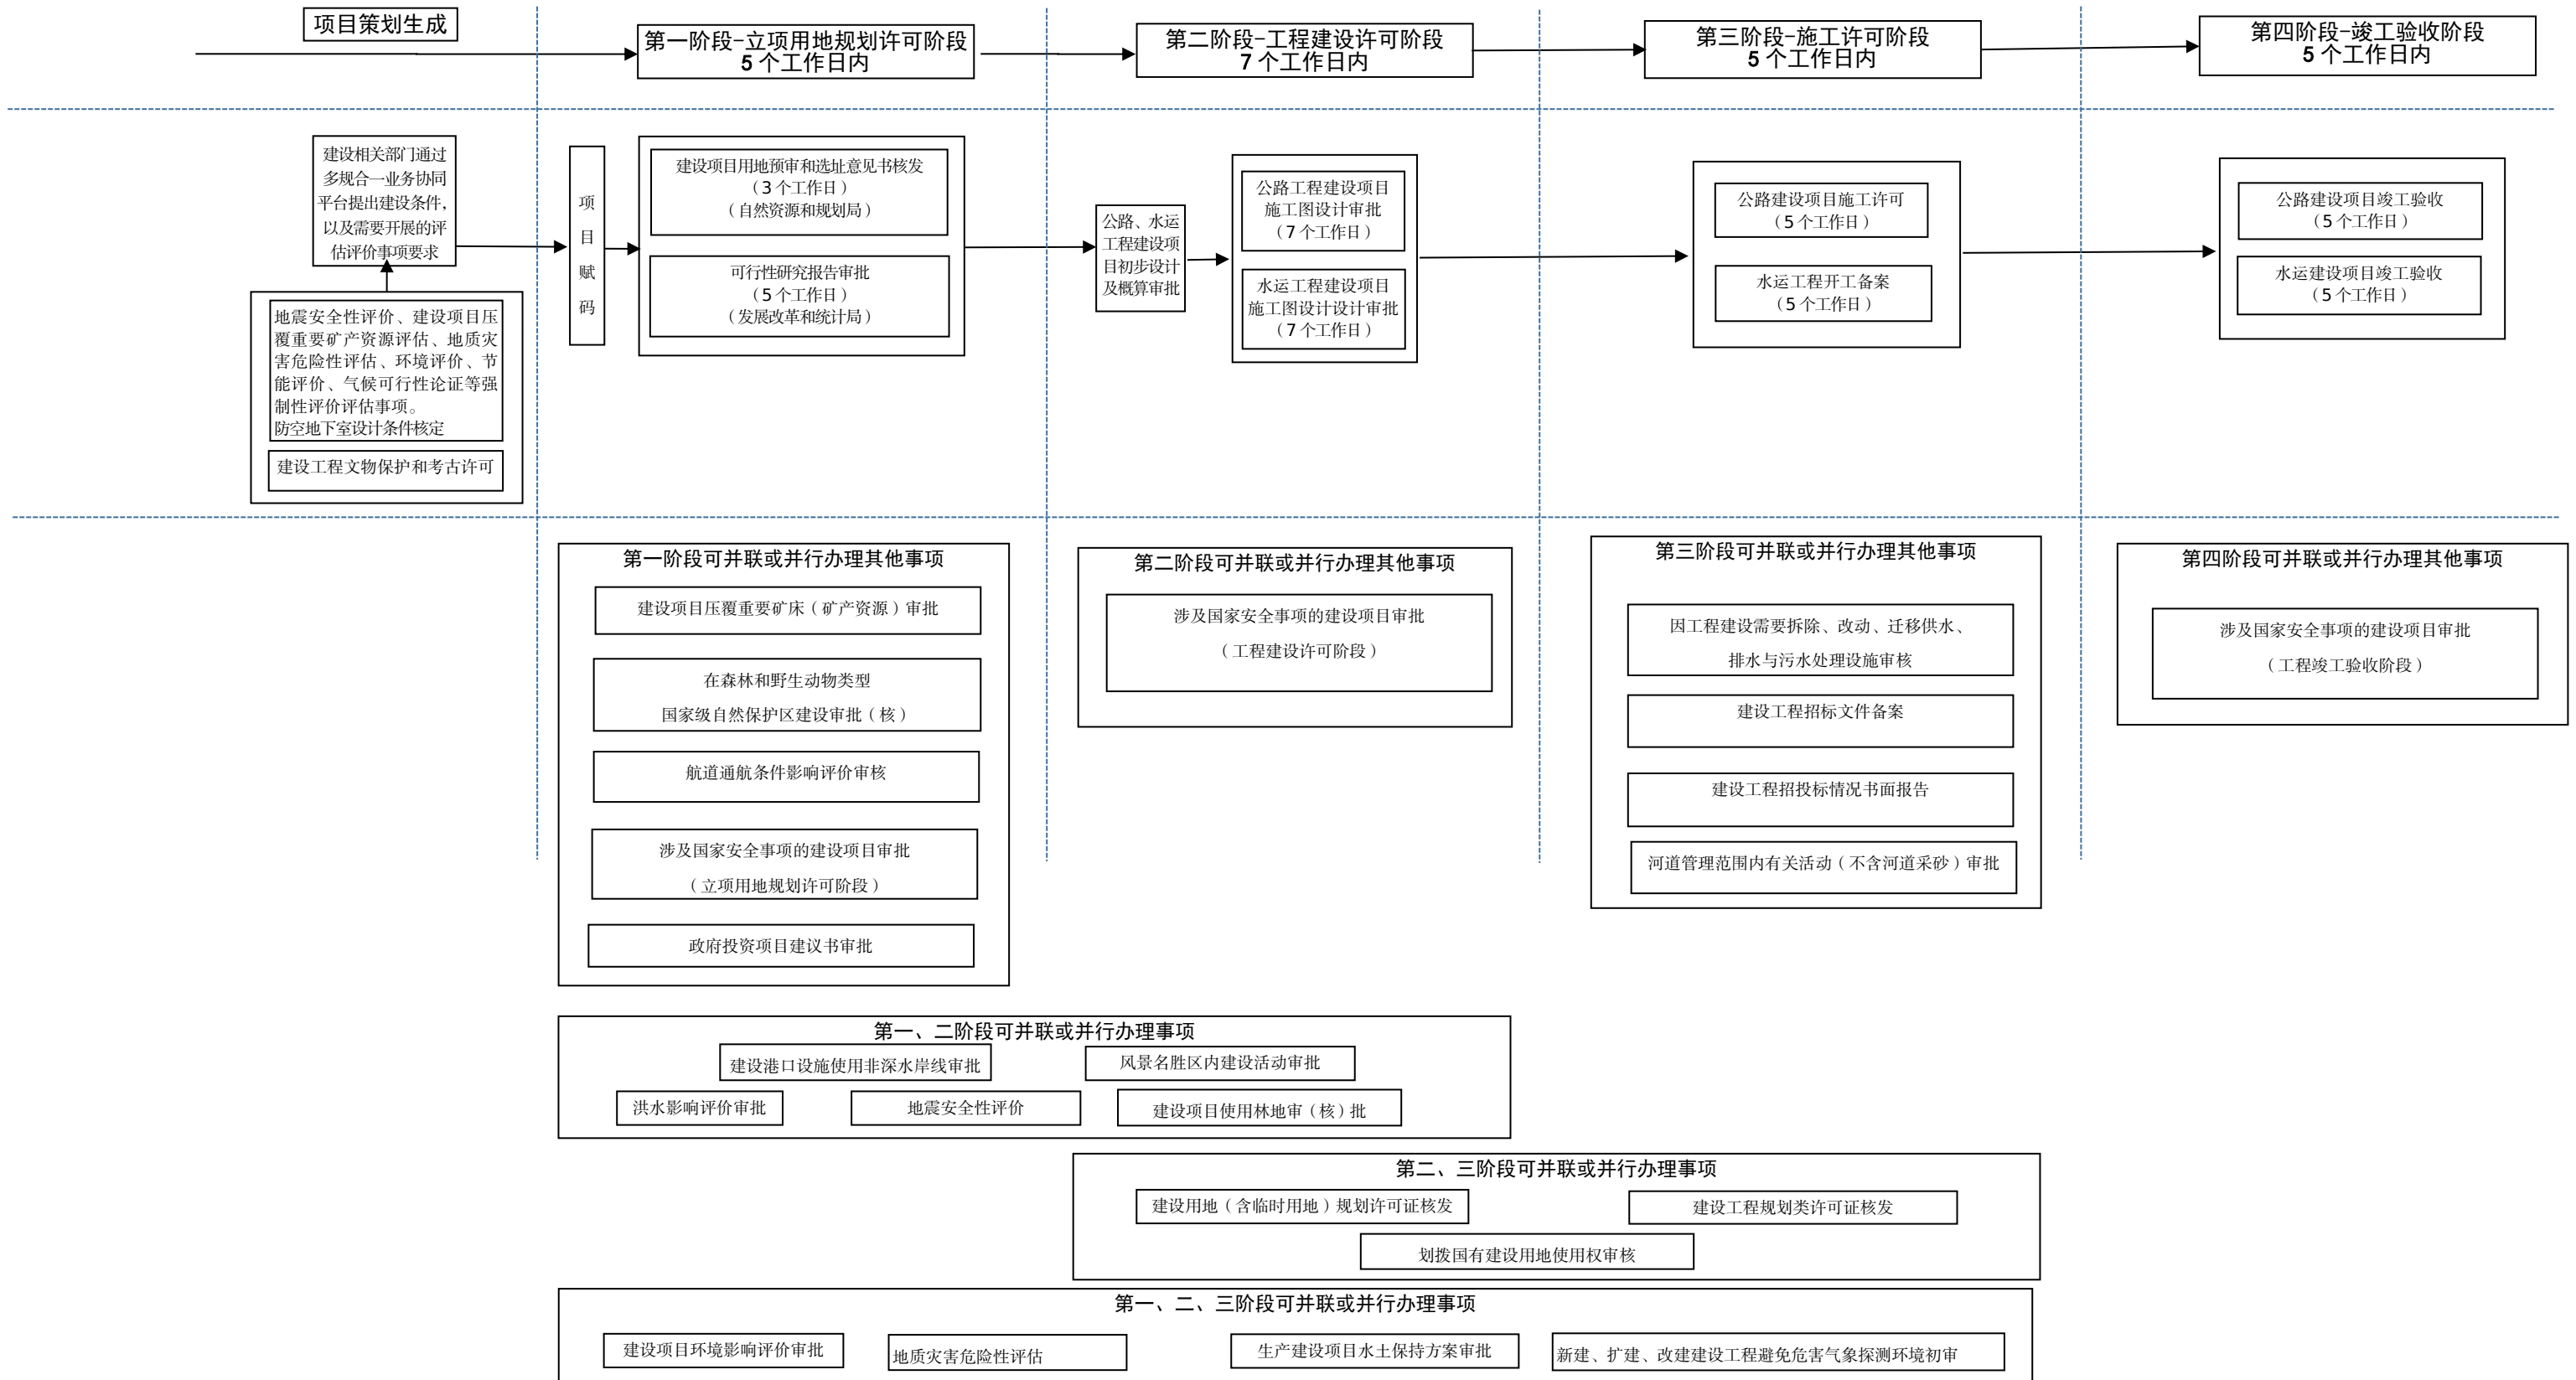 项目策划生成
第一阶段-立项用地规划许可阶段
5 个工作日内
第二阶段-工程建设许可阶段
7 个工作日内
第三阶段-施工许可阶段
5 个工作日内
第四阶段-竣工验收阶段
5 个工作日内
建设相关部门通过
多规合一业务协同
平台提出建设条件，
以及需要开展的评
估评价事项要求
地震安全性评价、建设项目压
覆重要矿产资源评估、地质灾
害危险性评估、环境评价、节
能评价、气候可行性论证等强
制性评价评估事项。
防空地下室设计条件核定
建设工程文物保护和考古许可
项
目
赋
码
建设项目用地预审和选址意见书核发
（3 个工作日）
（自然资源和规划局）
可行性研究报告审批
（5 个工作日）
（发展改革和统计局）
公路、水运
工程建设项
目初步设计
及概算审批
公路工程建设项目
施工图设计审批
（7 个工作日）
水运工程建设项目
施工图设计设计审批
（7 个工作日）
公路建设项目施工许可
（5 个工作日）
水运工程开工备案
（5 个工作日）
公路建设项目竣工验收
（5 个工作日）
水运建设项目竣工验收
（5 个工作日）
第一阶段可并联或并行办理其他事项
建设项目压覆重要矿床（矿产资源）审批
在森林和野生动物类型
国家级自然保护区建设审批（核）
航道通航条件影响评价审核
涉及国家安全事项的建设项目审批
（立项用地规划许可阶段）
政府投资项目建议书审批
第二阶段可并联或并行办理其他事项
涉及国家安全事项的建设项目审批
（工程建设许可阶段）
第三阶段可并联或并行办理其他事项
因工程建设需要拆除、改动、迁移供水、
排水与污水处理设施审核
建设工程招标文件备案
建设工程招投标情况书面报告
河道管理范围内有关活动（不含河道采砂）审批
第四阶段可并联或并行办理其他事项
涉及国家安全事项的建设项目审批
（工程竣工验收阶段）
第一、二阶段可并联或并行办理事项
建设港口设施使用非深水岸线审批
风景名胜区内建设活动审批
洪水影响评价审批
地震安全性评价
建设项目使用林地审（核）批
第二、三阶段可并联或并行办理事项
建设用地（含临时用地）规划许可证核发
建设工程规划类许可证核发
划拨国有建设用地使用权审核
第一、二、三阶段可并联或并行办理事项
建设项目环境影响评价审批
地质灾害危险性评估
生产建设项目水土保持方案审批
新建、扩建、改建建设工程避免危害气象探测环境初审